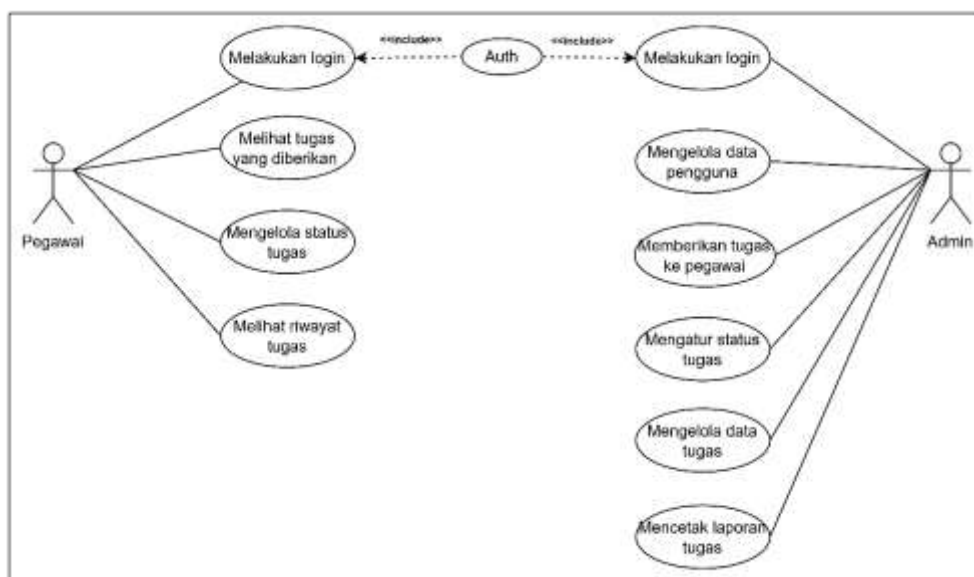 <<include>>
<<include>>
Melakukan login
Auth
Melakukan login
Melihat tugas
yang diberikan
Mengelola data
pengguna
Pegawai
Mengelola status
tugas
Memberikan tugas
ke pegawai
Admin
Melihat riwayat
tugas
Mengatur status
tugas
Mengelola data
tugas
Mencetak laporan
tugas